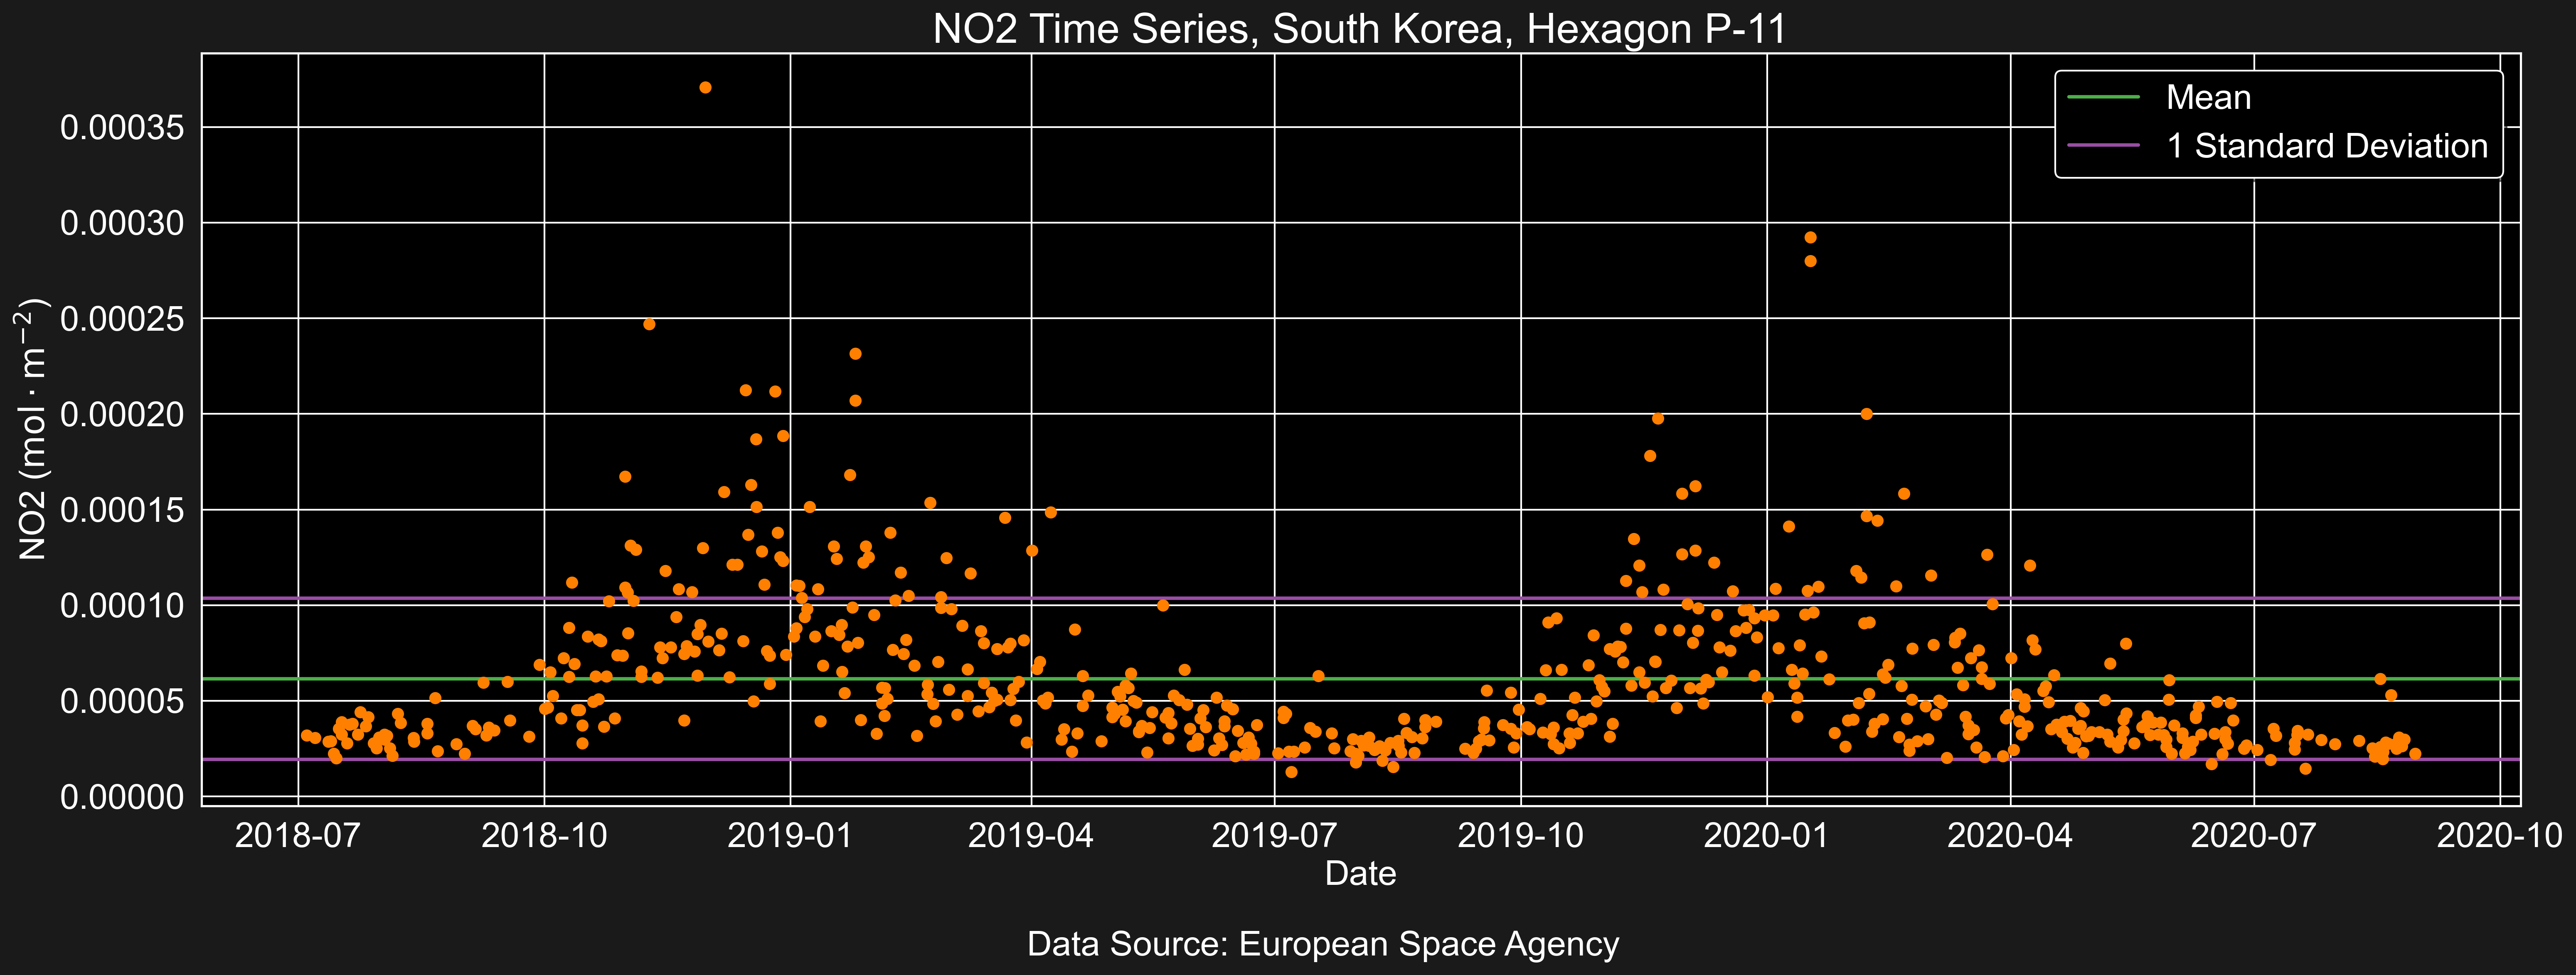 NO2 Time Series, South Korea, Hexagon P-11
Mean
1 Standard Deviation
NO2 (mol · m⁻²)
0.00035
0.00030
0.00025
0.00020
0.00015
0.00010
0.00005
0.00000
2018-07 2018-10 2019-01 2019-04 2019-07 2019-10 2020-01 2020-04 2020-07 2020-10
Date
Data Source: European Space Agency